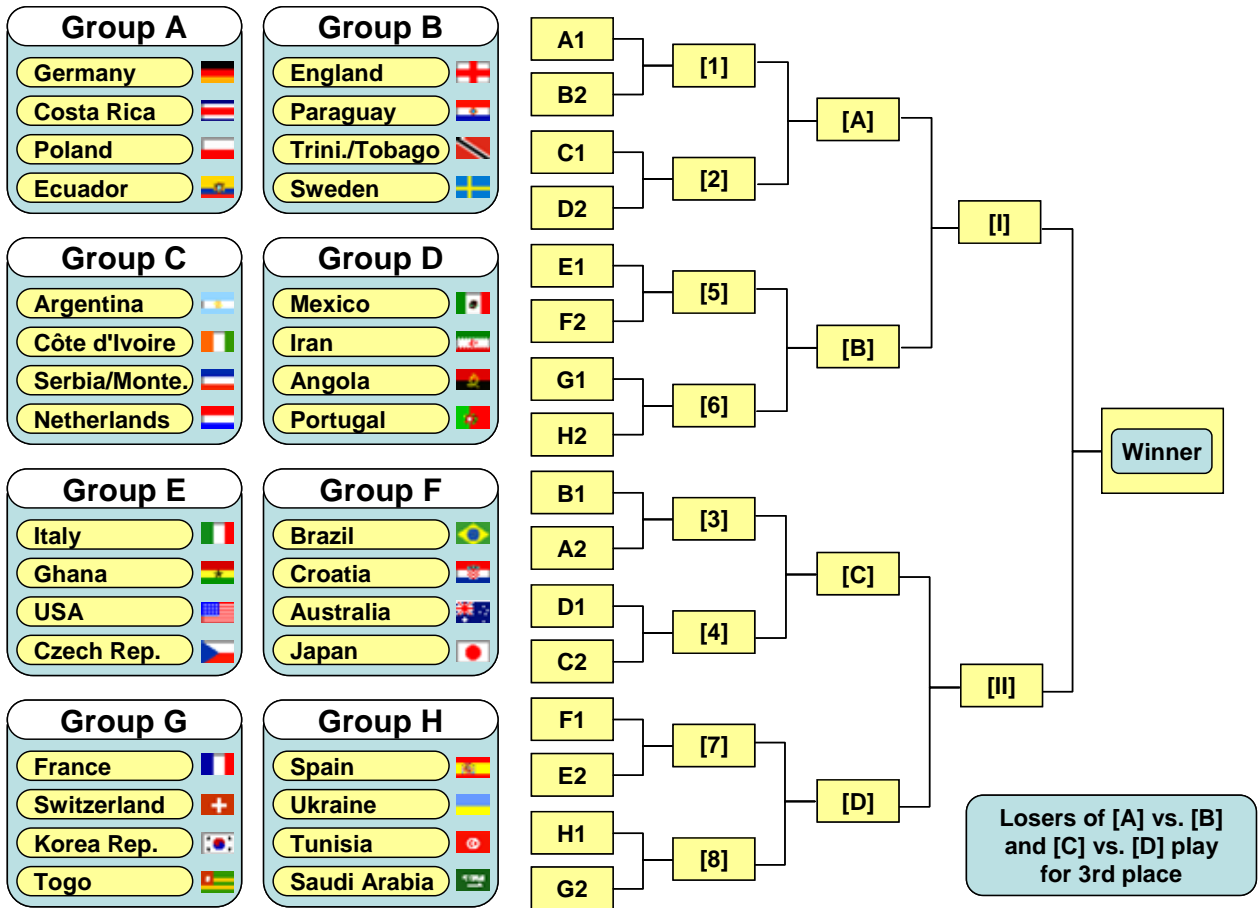 Group A
Germany
Costa Rica
Poland
Ecuador
Group B
England
Paraguay
Trini./Tobago
Sweden
Group C
Argentina
Côte d'Ivoire
Serbia/Monte.
Netherlands
Group D
Mexico
Iran
Angola
Portugal
Group E
Italy
Ghana
USA
Czech Rep.
Group F
Brazil
Croatia
Australia
Japan
Group G
France
Switzerland
Korea Rep.
Togo
Group H
Spain
Ukraine
Tunisia
Saudi Arabia
A1
B2
C1
D2
E1
F2
G1
H2
B1
A2
D1
C2
F1
E2
H1
G2
[1]
[2]
[5]
[6]
[3]
[4]
[7]
[8]
[A]
[B]
[C]
[D]
[I]
[II]
Winner
Losers of [A] vs. [B]
and [C] vs. [D] play
for 3rd place